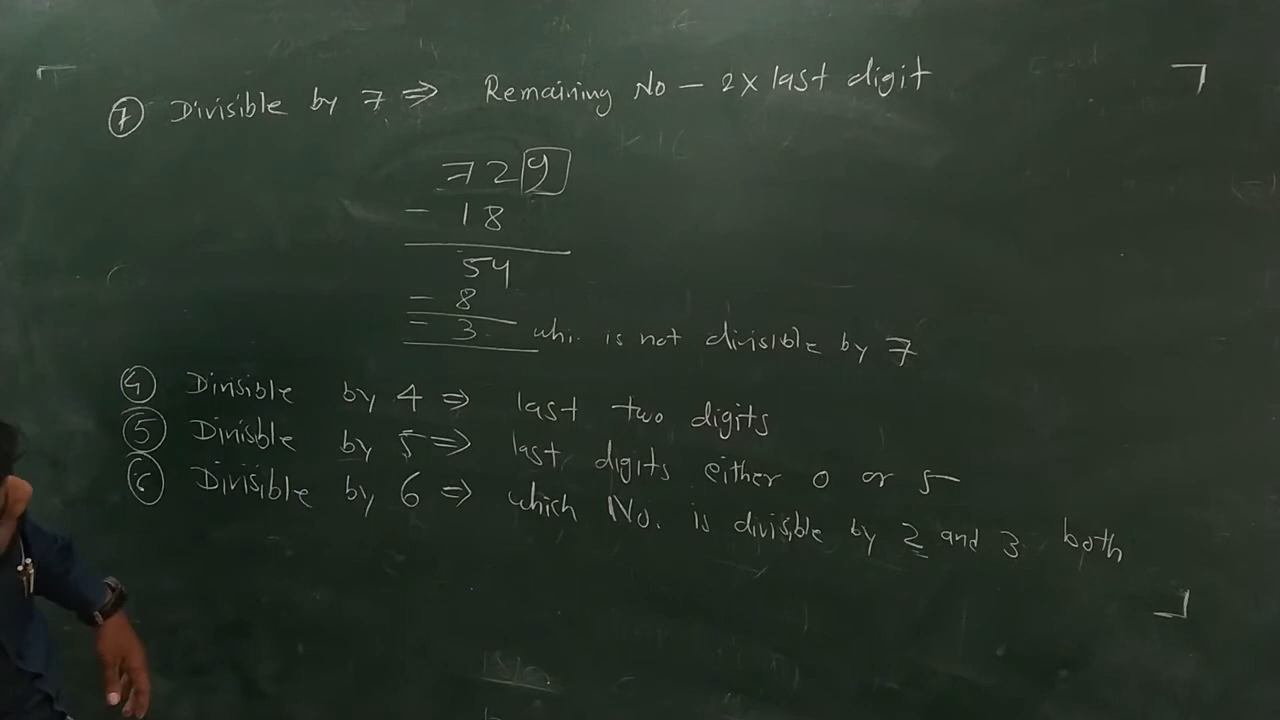 7 Divisible by 7 ⇒ Remaining No – 2 X last digit
729
- 18
54
- 8
- 3 whi. is not divisible by 7
4 Divisible by 4 ⇒ last two digits
5 Divisible by 5 ⇒ last digits either 0 or 5
6 Divisible by 6 ⇒ which No. is divisible by 2 and 3 both